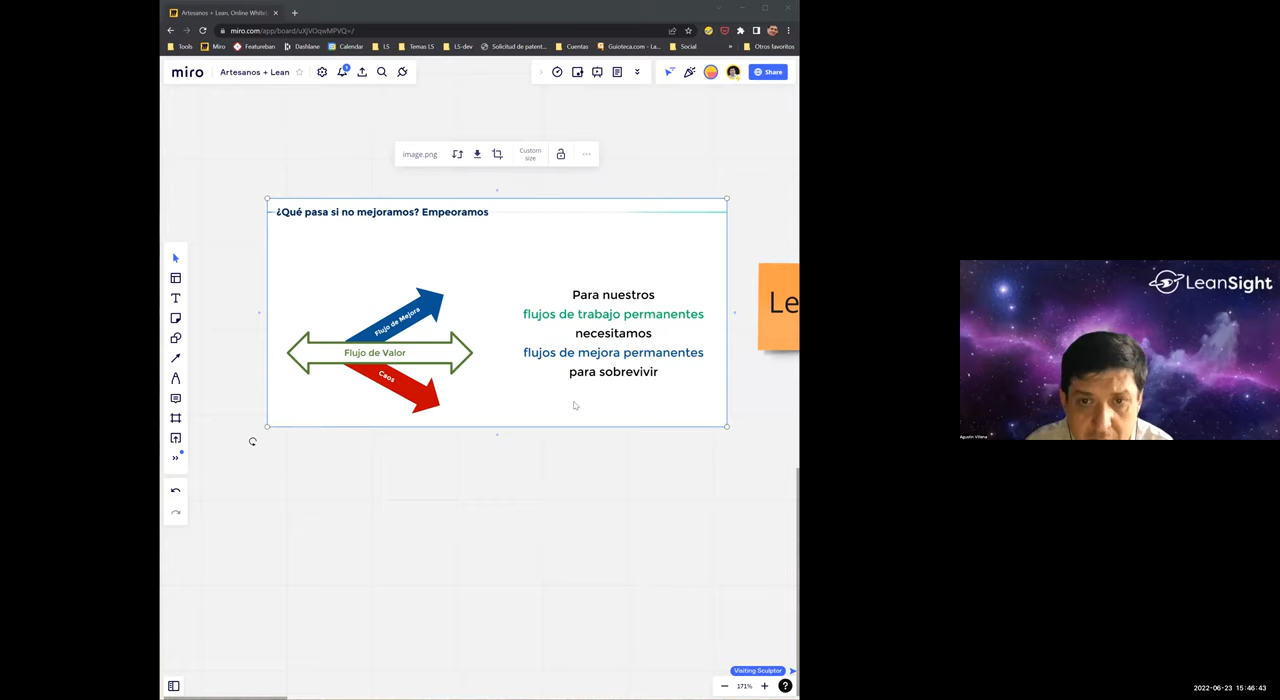 Artesanos + Lean, Online Whiteb
miro.com/app/board/uXjVOqwMPVQ=/
Tools
Miro
Featureban
Dashlane
Calendar
LS
Temas LS
LS-dev
Solicitud de patent...
Cuentas
Guioteca.com - La...
Social
»
Otros favoritos
miro
Artesanos + Lean
Share
image.png
Custom
size
¿Qué pasa si no mejoramos? Empeoramos
Flujo de Mejora
Flujo de Valor
Caos
Para nuestros
flujos de trabajo permanentes
necesitamos
flujos de mejora permanentes
para sobrevivir
Le
LeanSight
Agustin Villena
Visiting Sculptor
171%
2022-06-23 15:46:43